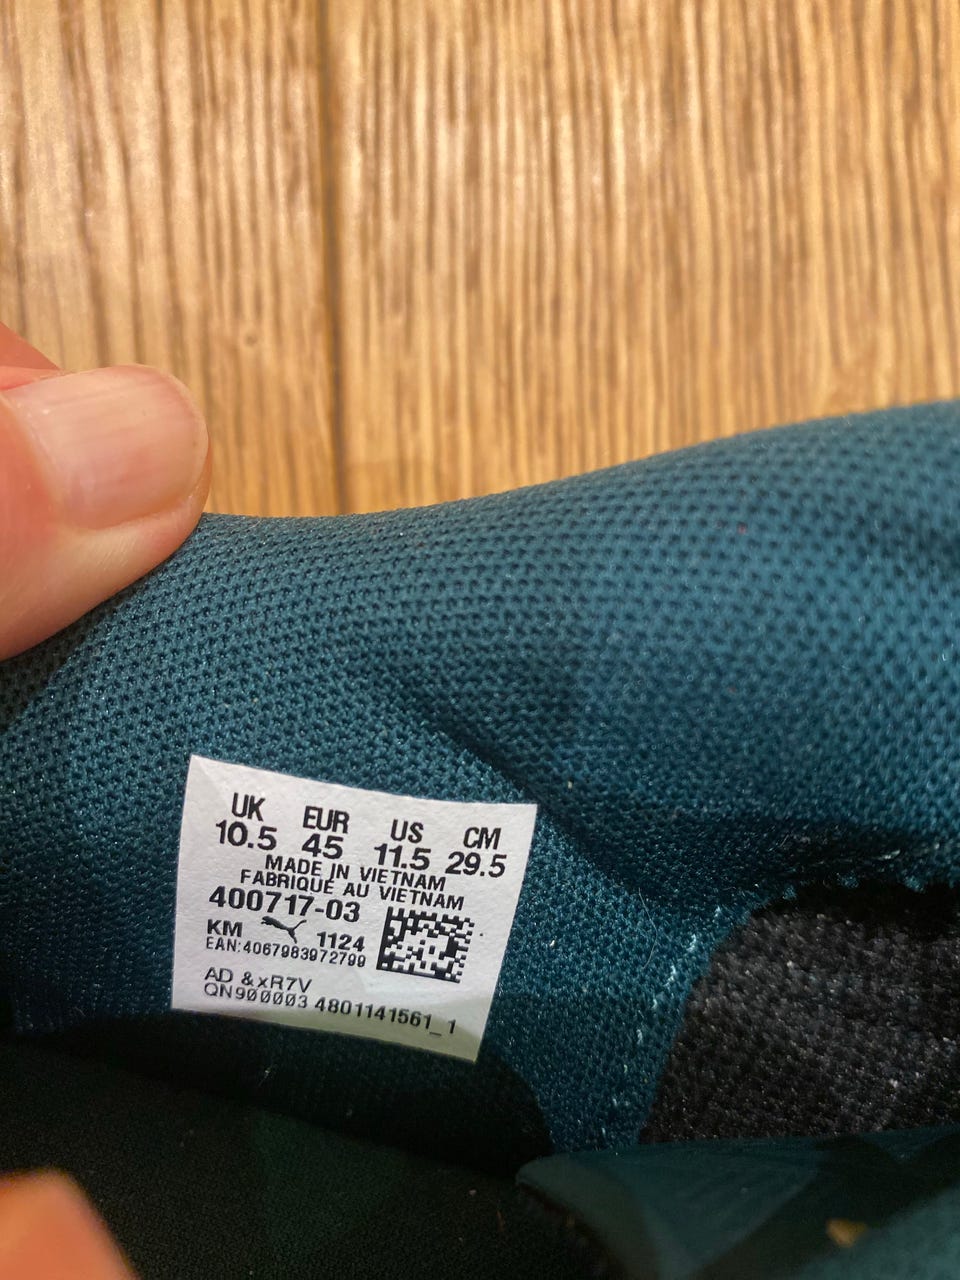 UK EUR US CM
10.5 45 11.5 29.5
MADE IN VIETNAM
FABRIQUÉ AU VIETNAM
400717-03
KM 1124
EAN:4067983972799
AD &xR7V
QN900003 4801141561_1